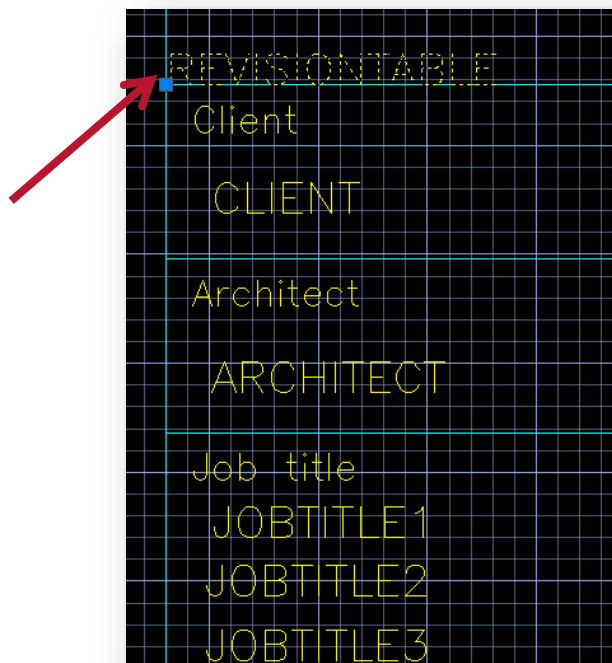 REVISIONTABLE
Client
CLIENT
Architect
ARCHITECT
Job title
JOBTITLE1
JOBTITLE2
JOBTITLE3